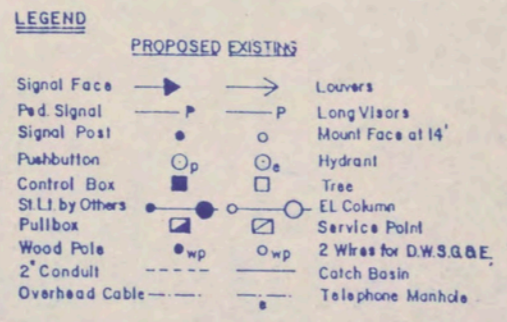 LEGEND
PROPOSED EXISTING
Signal Face Louvers
Ped. Signal P P Long Visors
Signal Post Mount Face at 14'
Pushbutton p e Hydrant
Control Box Tree
St.Lt. by Others EL Column
Pullbox Service Point
Wood Pole wp wp 2 Wires for D.W.S.G.& E.
2" Conduit Catch Basin
Overhead Cable e Telephone Manhole